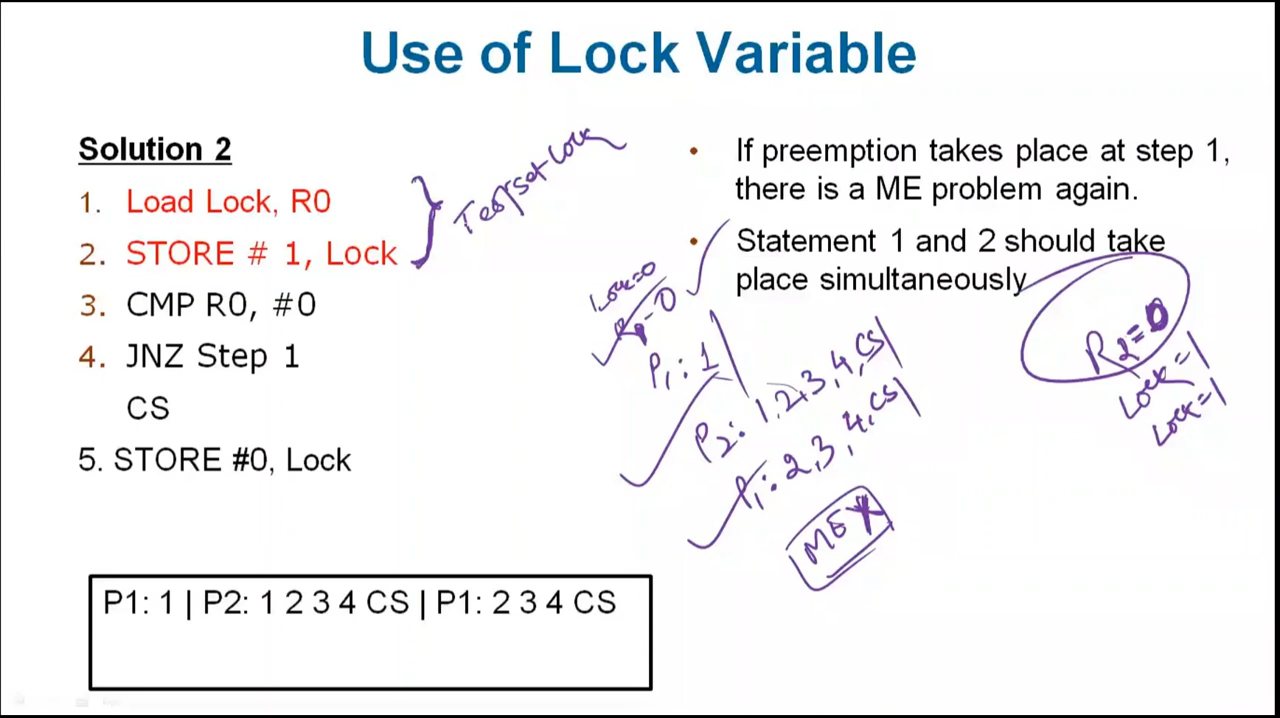 Use of Lock Variable
Solution 2
1. Load Lock, R0
2. STORE # 1, Lock
3. CMP R0, #0
4. JNZ Step 1
CS
5. STORE #0, Lock
Test set Lock
• If preemption takes place at step 1,
there is a ME problem again.
• Statement 1 and 2 should take
place simultaneously
Lock=0
P1: 1
P2: 1,2,3,4,CS
P1: 2,3,4,CS
ME
R2=0
Lock=1
Lock=1
P1: 1 | P2: 1 2 3 4 CS | P1: 2 3 4 CS